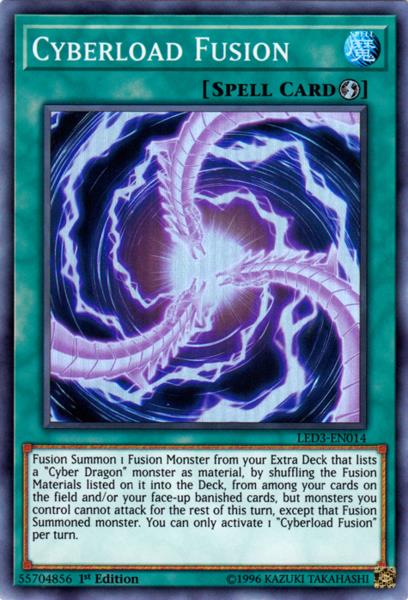 CYBERLOAD FUSION
魔
[SPELL CARD]
LED3-EN014
Fusion Summon 1 Fusion Monster from your Extra Deck that lists
a "Cyber Dragon" monster as material, by shuffling the Fusion
Materials listed on it into the Deck, from among your cards on
the field and/or your face-up banished cards, but monsters you
control cannot attack for the rest of this turn, except that Fusion
Summoned monster. You can only activate 1 "Cyberload Fusion"
per turn.
55704856 1st Edition ©1996 KAZUKI TAKAHASHI